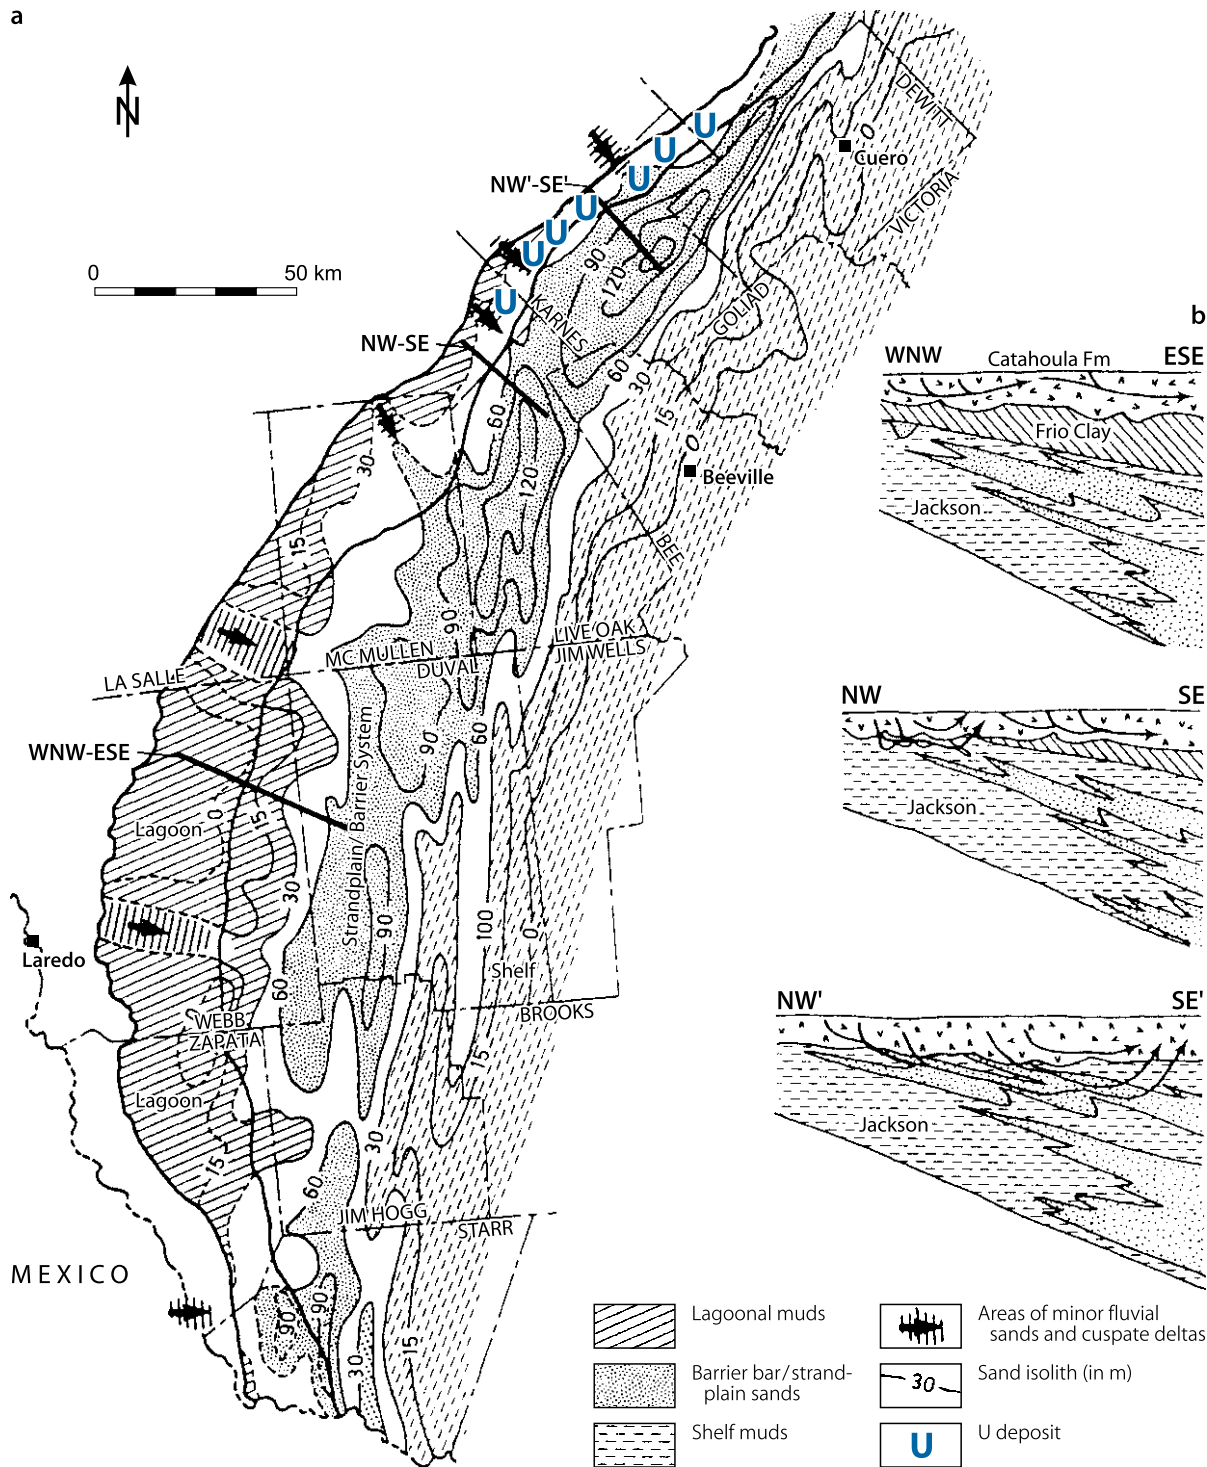 a
N
0 50 km
DEWITT
0
Cuero
VICTORIA
U
U
U
NW'-SE'
U
U
U
U
90
120
GOLIAD
KARNES
NW-SE
60
30
15
0
Beeville
60
120
30
15
BEE
90
LIVE OAK
JIM WELLS
MC MULLEN
DUVAL
LA SALLE
WNW-ESE
Lagoon
0
15
30
Strandplain/Barrier System
90
60
90
100
0
Shelf
Laredo
60
WEBB
ZAPATA
BROOKS
15
Lagoon
15
30
60
JIM HOGG
STARR
MEXICO
90
90
30
15
b
WNW ESE
Catahoula Fm
Frio Clay
Jackson
NW SE
Jackson
NW' SE'
Jackson
Lagoonal muds
Barrier bar/strand-
plain sands
Shelf muds
Areas of minor fluvial
sands and cuspate deltas
30
Sand isolith (in m)
U
U deposit